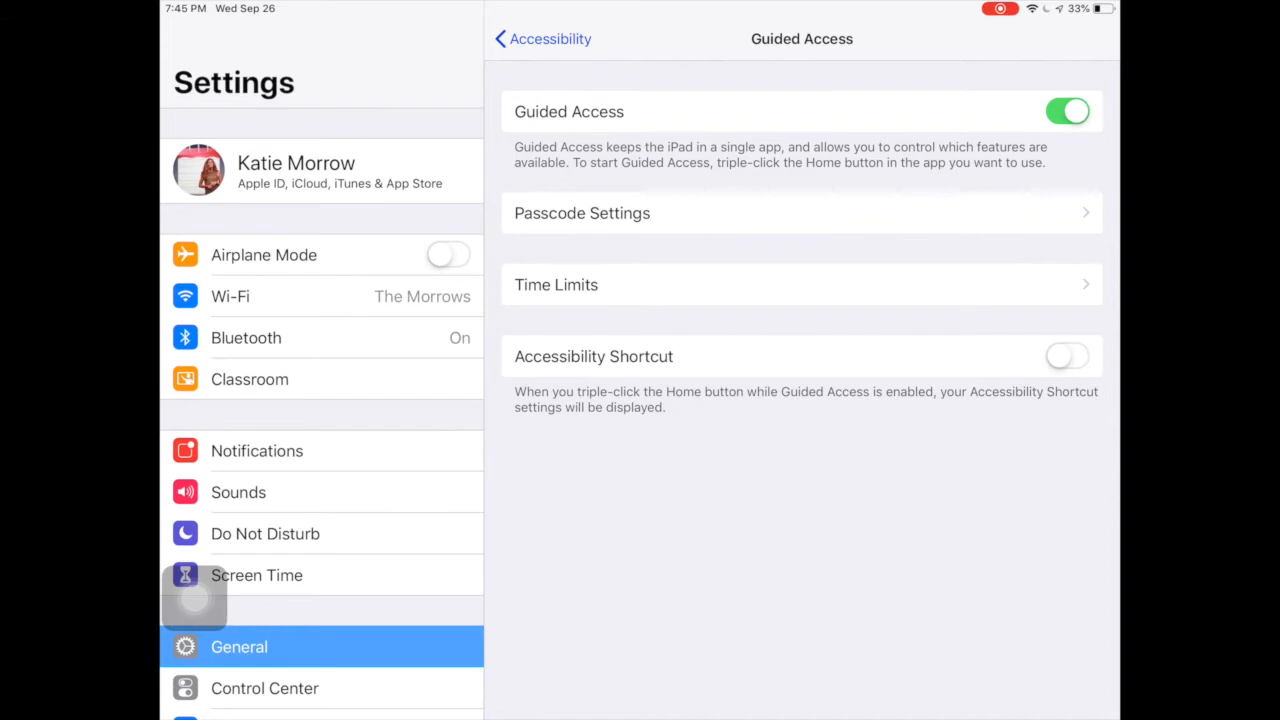 7:45 PM Wed Sep 26
33%
Settings
Katie Morrow
Apple ID, iCloud, iTunes & App Store
Airplane Mode
Wi-Fi The Morrows
Bluetooth On
Classroom
Notifications
Sounds
Do Not Disturb
Screen Time
General
Control Center
Accessibility Guided Access
Guided Access
Guided Access keeps the iPad in a single app, and allows you to control which features are
available. To start Guided Access, triple-click the Home button in the app you want to use.
Passcode Settings
Time Limits
Accessibility Shortcut
When you triple-click the Home button while Guided Access is enabled, your Accessibility Shortcut
settings will be displayed.